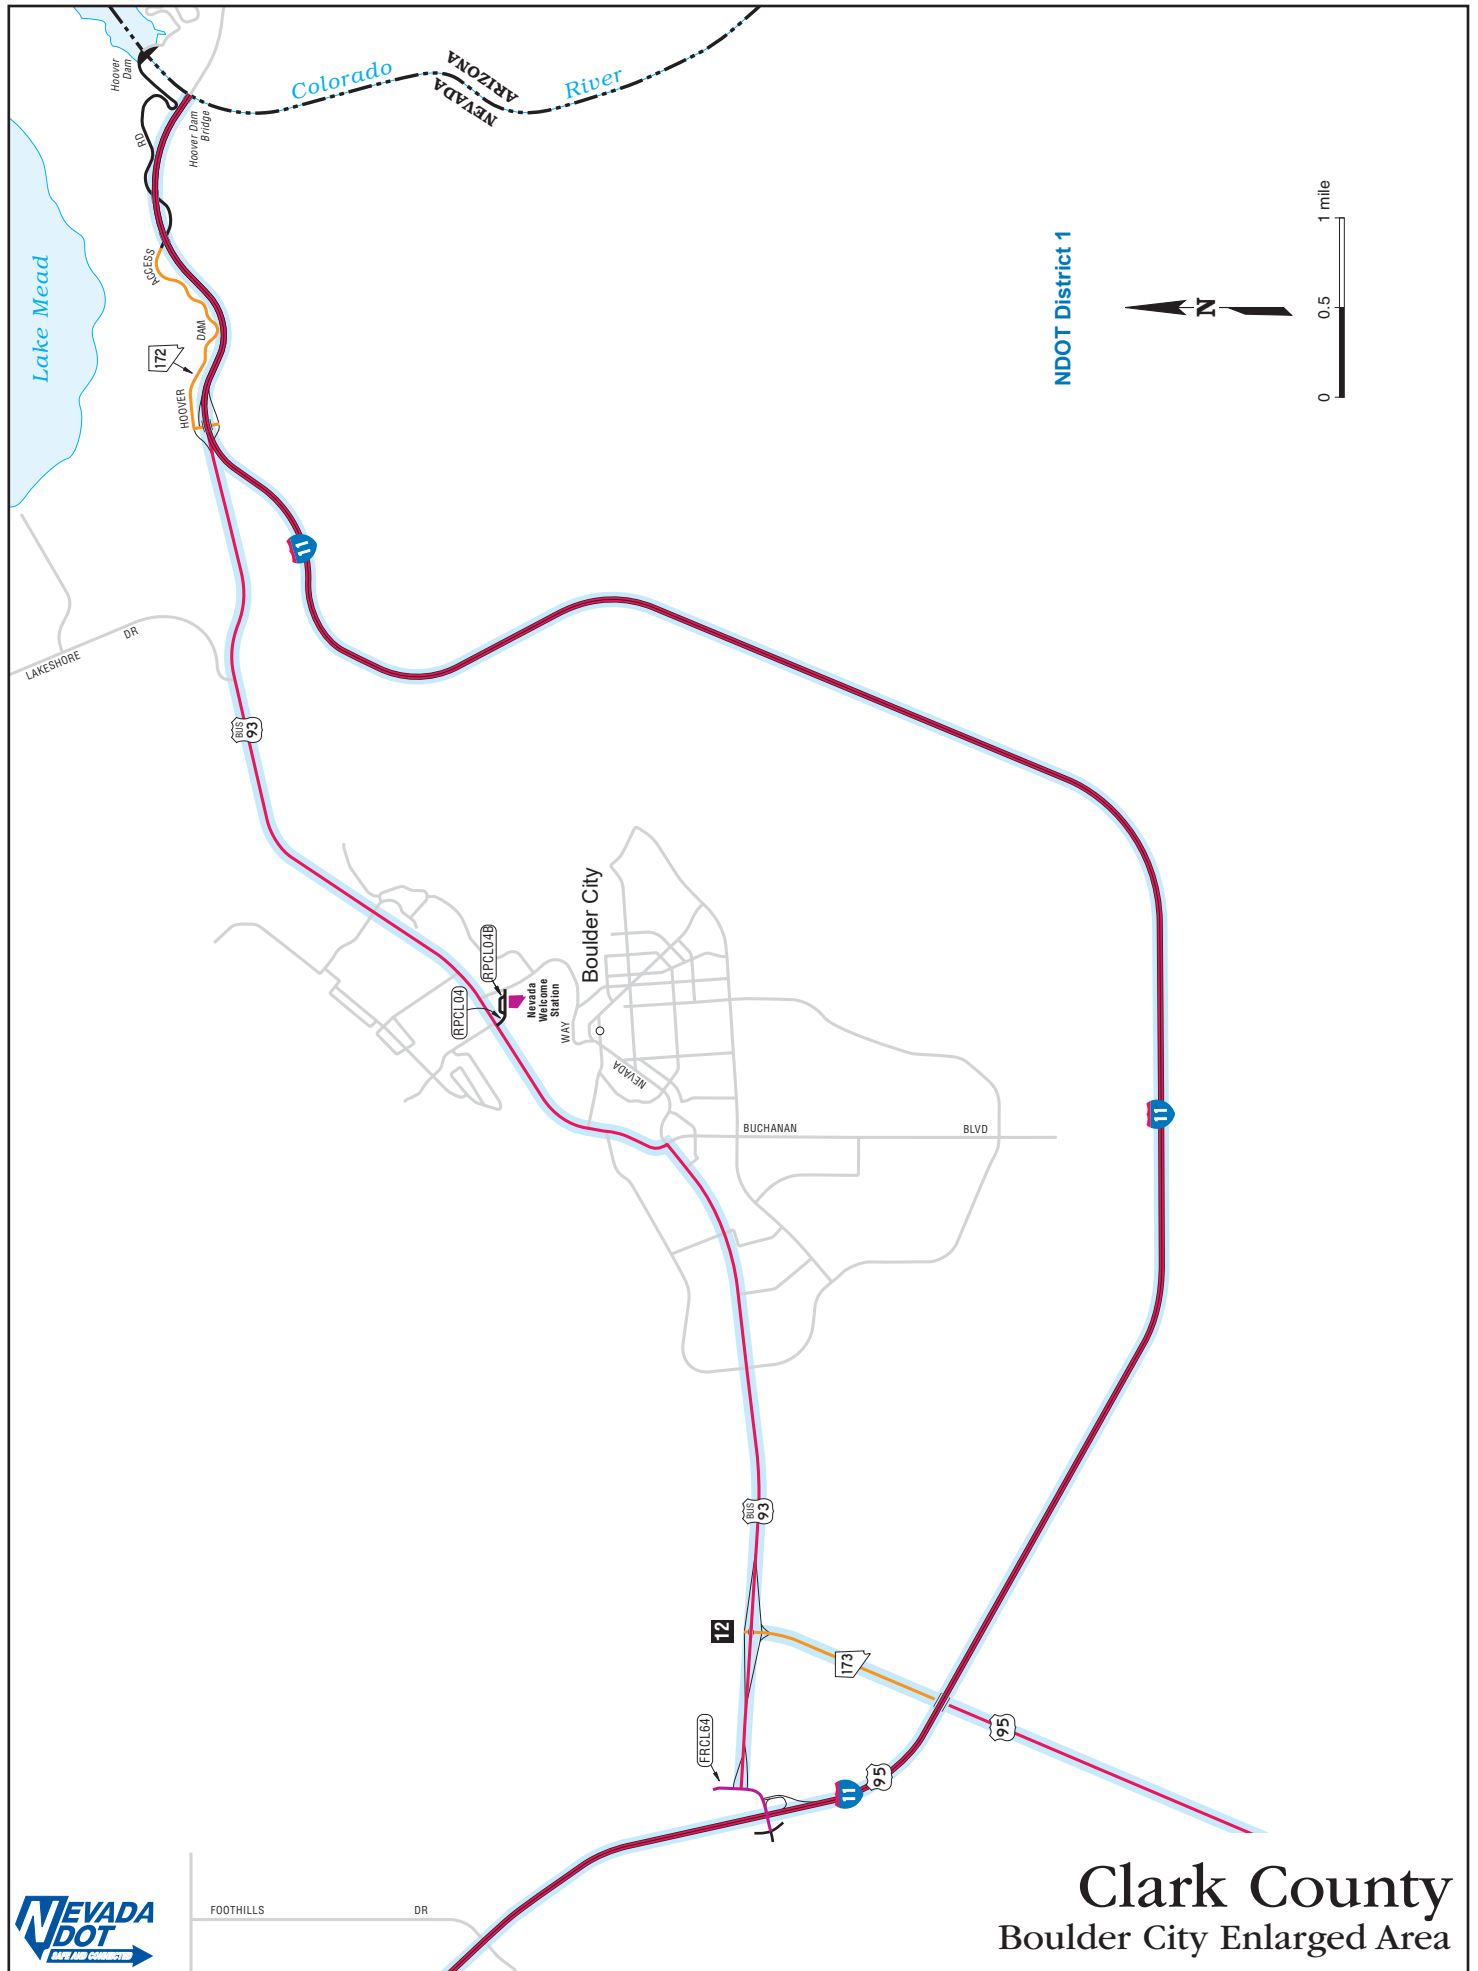 Hoover
Dam
Colorado
ARIZONA
NEVADA
River
RD
Hoover Dam
Bridge
Lake Mead
ACCESS
DAM
172
HOOVER
NDOT District 1
N
0
0.5
1 mile
11
LAKESHORE
DR
BUS
93
RPCL04B
RPCL04
Nevada
Welcome
Station
Boulder City
WAY
NEVADA
BUCHANAN
BLVD
11
BUS
93
12
173
95
FRCL64
95
11
FOOTHILLS
DR
NEVADA
DOT
SAFE AND CONNECTED
Clark County
Boulder City Enlarged Area